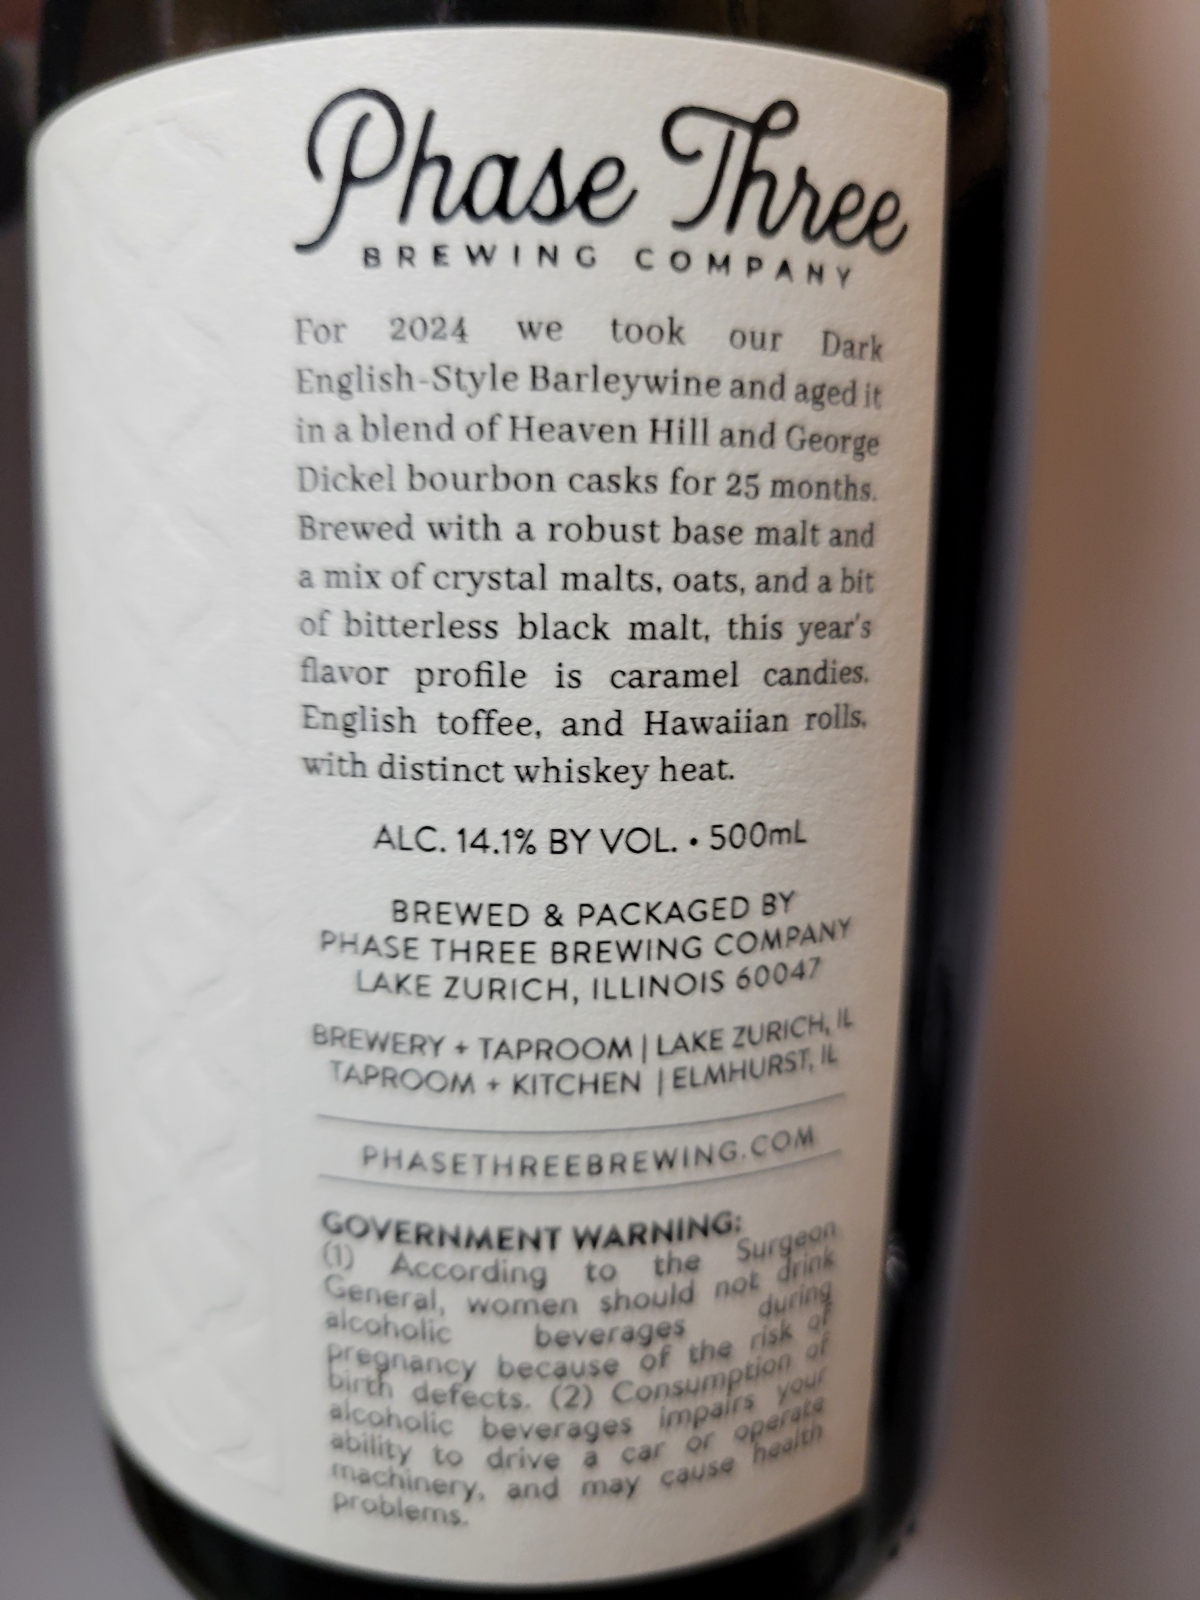 Phase Three
BREWING COMPANY
For 2024 we took our Dark
English-Style Barleywine and aged it
in a blend of Heaven Hill and George
Dickel bourbon casks for 25 months.
Brewed with a robust base malt and
a mix of crystal malts, oats, and a bit
of bitterless black malt, this year's
flavor profile is caramel candies,
English toffee, and Hawaiian rolls,
with distinct whiskey heat.
ALC. 14.1% BY VOL. • 500mL
BREWED & PACKAGED BY
PHASE THREE BREWING COMPANY
LAKE ZURICH, ILLINOIS 60047
BREWERY + TAPROOM | LAKE ZURICH, IL
TAPROOM + KITCHEN | ELMHURST, IL
PHASETHREEBREWING.COM
GOVERNMENT WARNING:
(1) According to the Surgeon
General, women should not drink
alcoholic beverages during
pregnancy because of the risk of
birth defects. (2) Consumption of
alcoholic beverages impairs your
ability to drive a car or operate
machinery, and may cause health
problems.